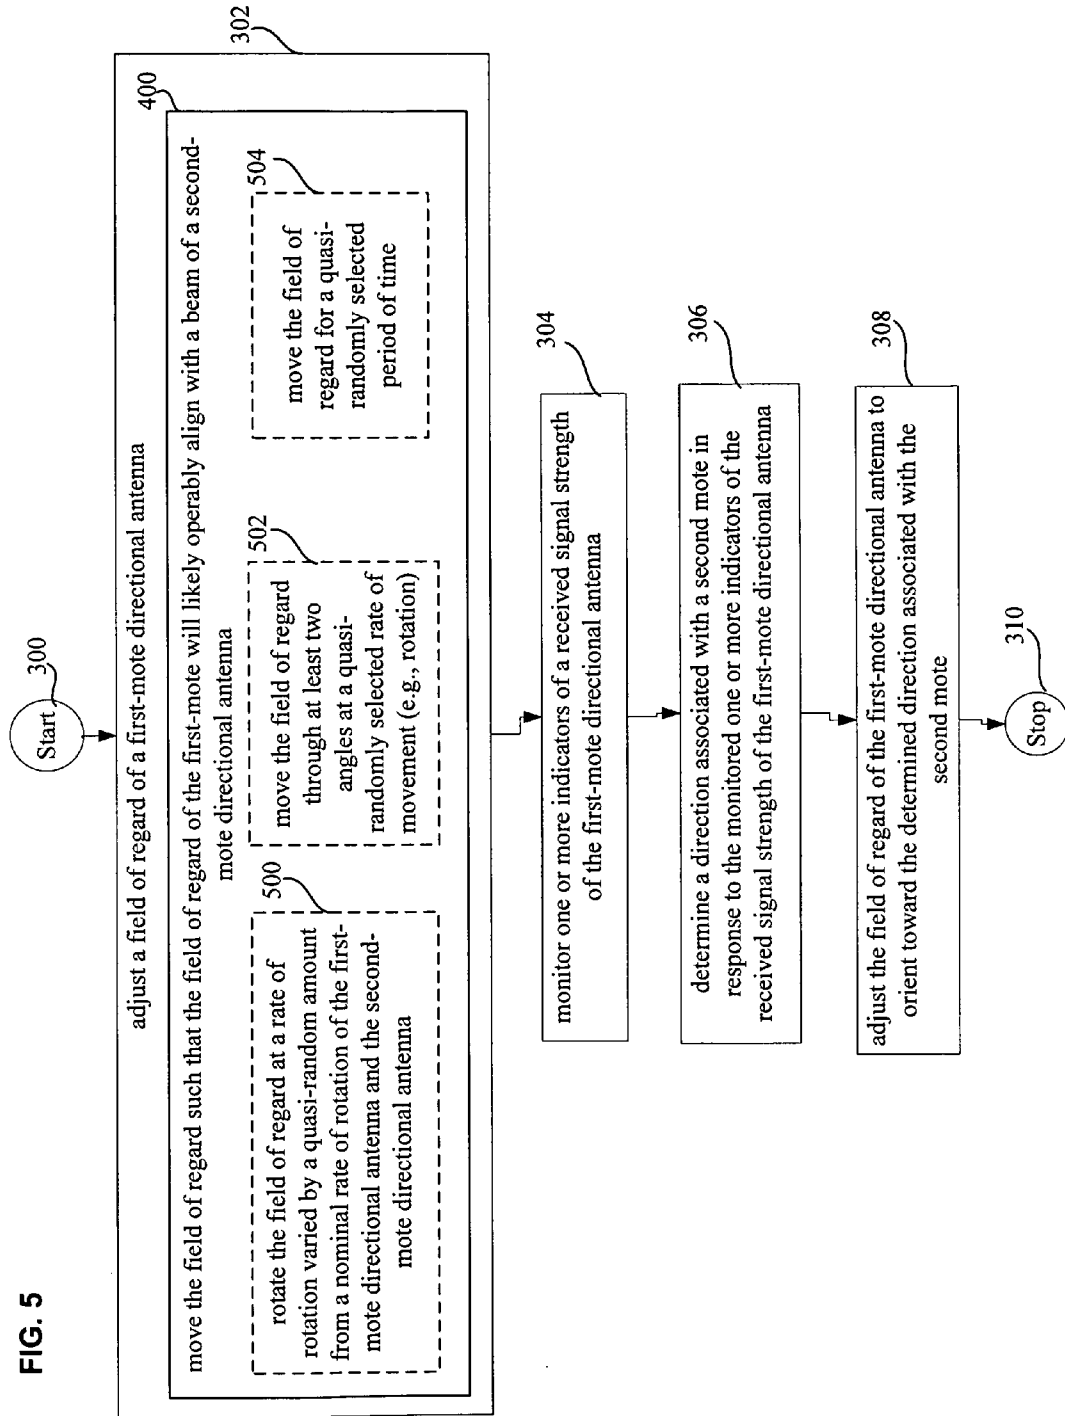 FIG. 5
Start
300
302
adjust a field of regard of a first-mote directional antenna
400
move the field of regard such that the field of regard of the first-mote will likely operably align with a beam of a second-
mote directional antenna
500
rotate the field of regard at a rate of
rotation varied by a quasi-random amount
from a nominal rate of rotation of the first-
mote directional antenna and the second-
mote directional antenna
502
move the field of regard
through at least two
angles at a quasi-
randomly selected rate of
movement (e.g., rotation)
504
move the field of
regard for a quasi-
randomly selected
period of time
304
monitor one or more indicators of a received signal strength
of the first-mote directional antenna
306
determine a direction associated with a second mote in
response to the monitored one or more indicators of the
received signal strength of the first-mote directional antenna
308
adjust the field of regard of the first-mote directional antenna to
orient toward the determined direction associated with the
second mote
310
Stop